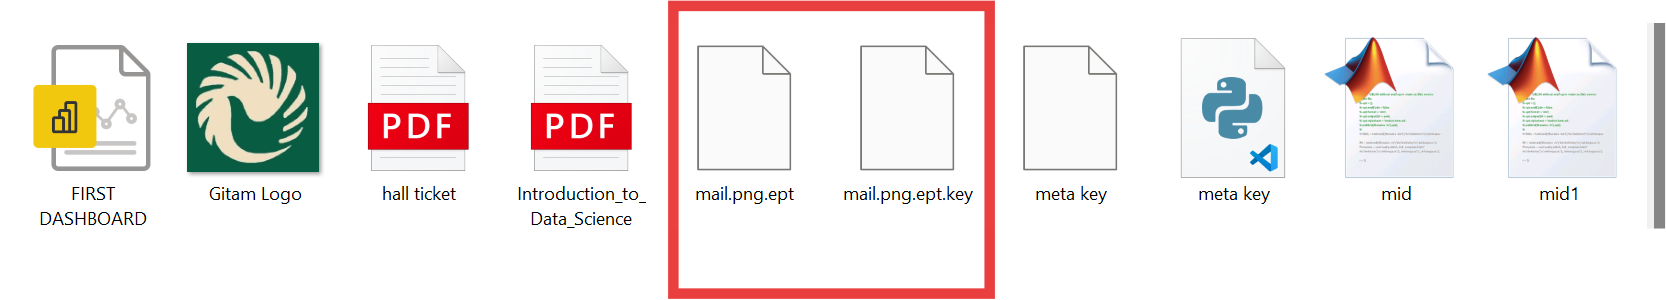 FIRST
DASHBOARD
Gitam Logo
PDF
hall ticket
PDF
Introduction_to_
Data_Science
mail.png.ept
mail.png.ept.key
meta key
meta key
mid
mid1